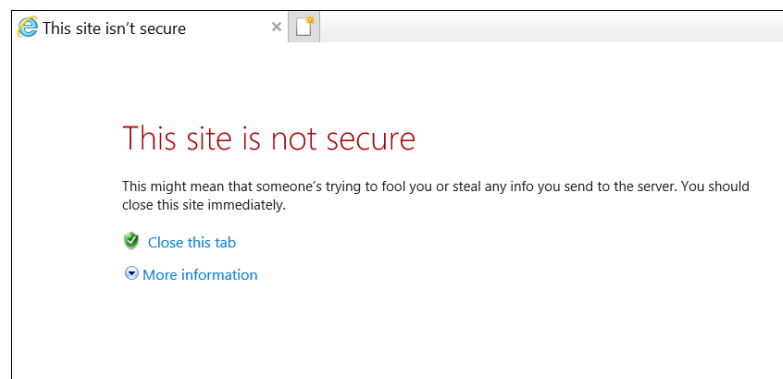 This site isn't secure
This site is not secure
This might mean that someone's trying to fool you or steal any info you send to the server. You should
close this site immediately.
Close this tab
More information